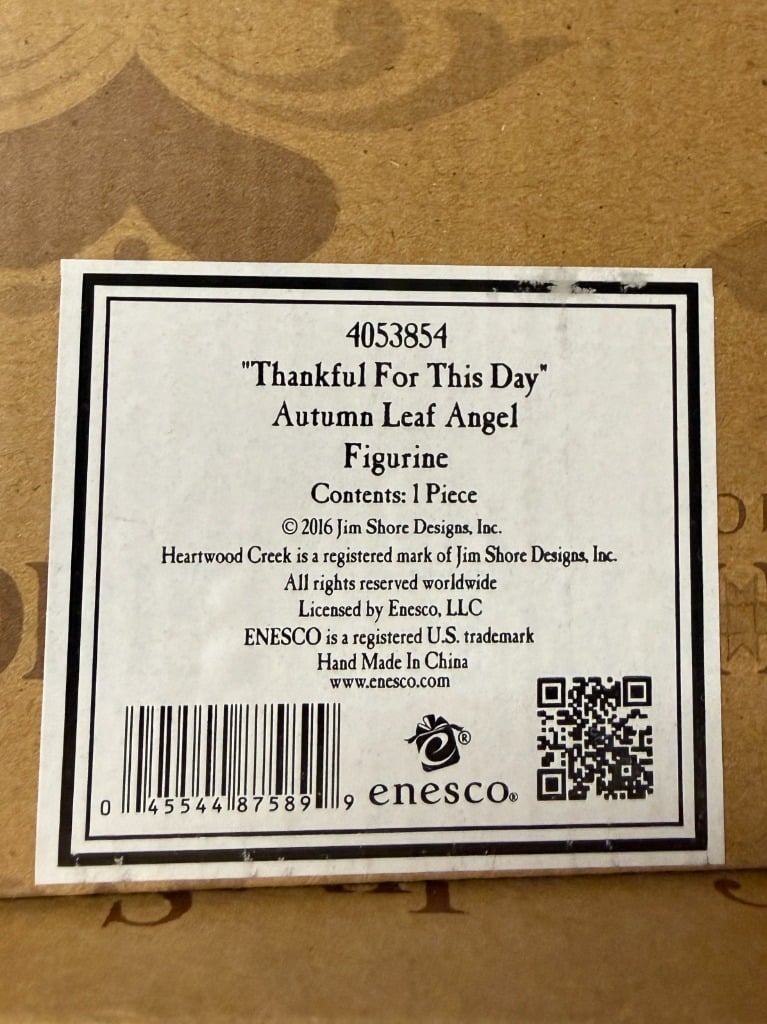 4053854
"Thankful For This Day"
Autumn Leaf Angel
Figurine
Contents: 1 Piece
© 2016 Jim Shore Designs, Inc.
Heartwood Creek is a registered mark of Jim Shore Designs, Inc.
All rights reserved worldwide
Licensed by Enesco, LLC
ENESCO is a registered U.S. trademark
Hand Made In China
www.enesco.com
0 45544 87589 9
enesco®